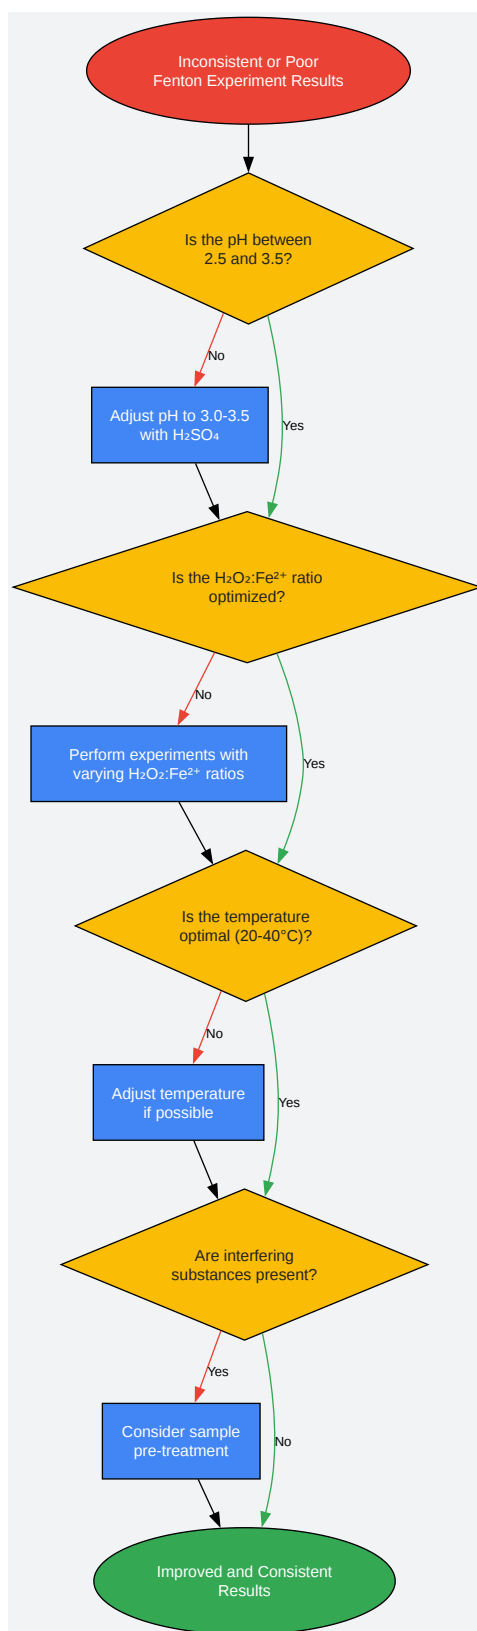 Inconsistent or Poor
Fenton Experiment Results
Is the pH between
2.5 and 3.5?
No
Adjust pH to 3.0-3.5
with H₂SO₄
Yes
Is the H₂O₂:Fe²⁺ ratio
optimized?
No
Perform experiments with
varying H₂O₂:Fe²⁺ ratios
Yes
Is the temperature
optimal (20-40°C)?
No
Adjust temperature
if possible
Yes
Are interfering
substances present?
Yes
Consider sample
pre-treatment
No
Improved and Consistent
Results